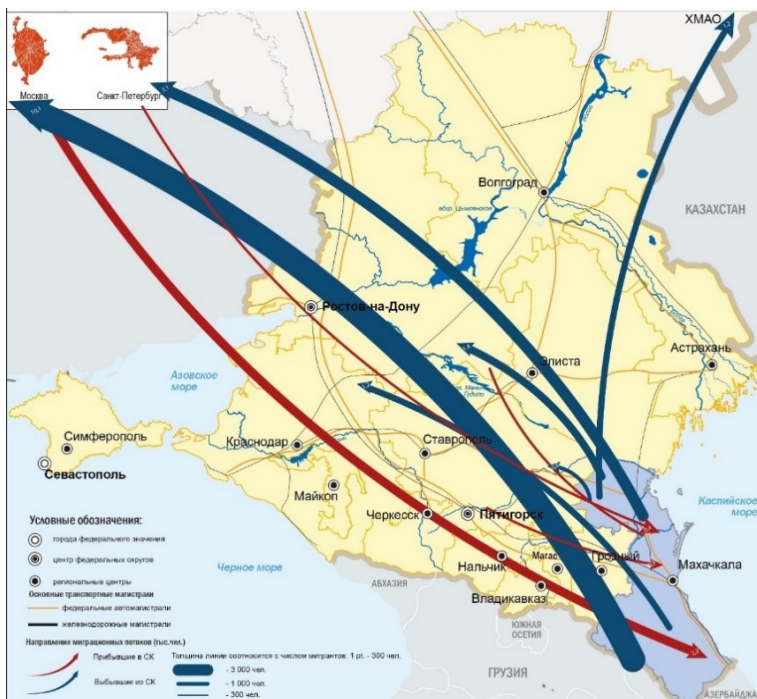 ХМАО
Москва
Санкт-Петербург
10,1
Волгоград
КАЗАХСТАН
Ростов-на-Дону
Астрахань
Элиста
Азовское
море
Симферополь
Севастополь
Краснодар
Ставрополь
Майкоп
Черкесск
Пятигорск
Каспийское
море
Нальчик
Магас
Грозный
Махачкала
Владикавказ
Черное море
АБХАЗИЯ
ЮЖНАЯ
ОСЕТИЯ
ГРУЗИЯ
АЗЕРБАЙДЖА
Условные обозначения:
города федерального значения
центр федеральных округов
региональные центры
Основные транспортные магистрали
федеральные автомагистрали
железнодорожные магистрали
Направление миграционных потоков (тыс.чел.)
Прибывшие в СК
Выбывшие из СК
Толщина линии соотносится с числом мигрантов: 1 pt. - 300 чел.
- 3 000 чел.
- 1 000 чел.
- 300 чел.